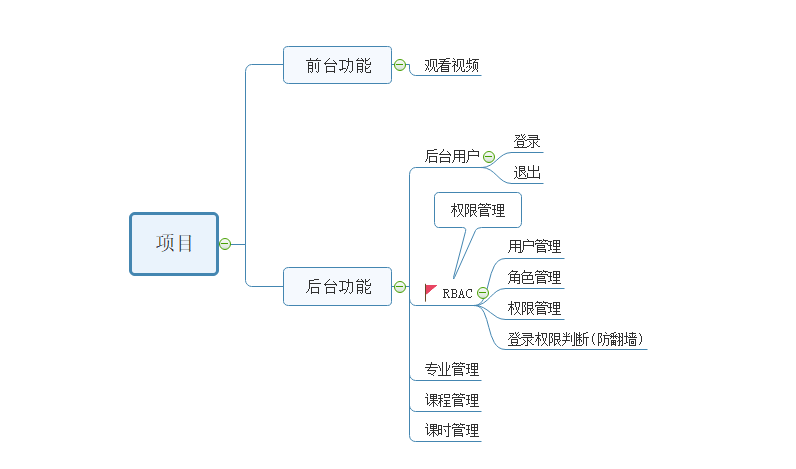 项目
前台功能
观看视频
后台功能
后台用户
登录
退出
权限管理
RBAC
用户管理
角色管理
权限管理
登录权限判断(防翻墙)
专业管理
课程管理
课时管理